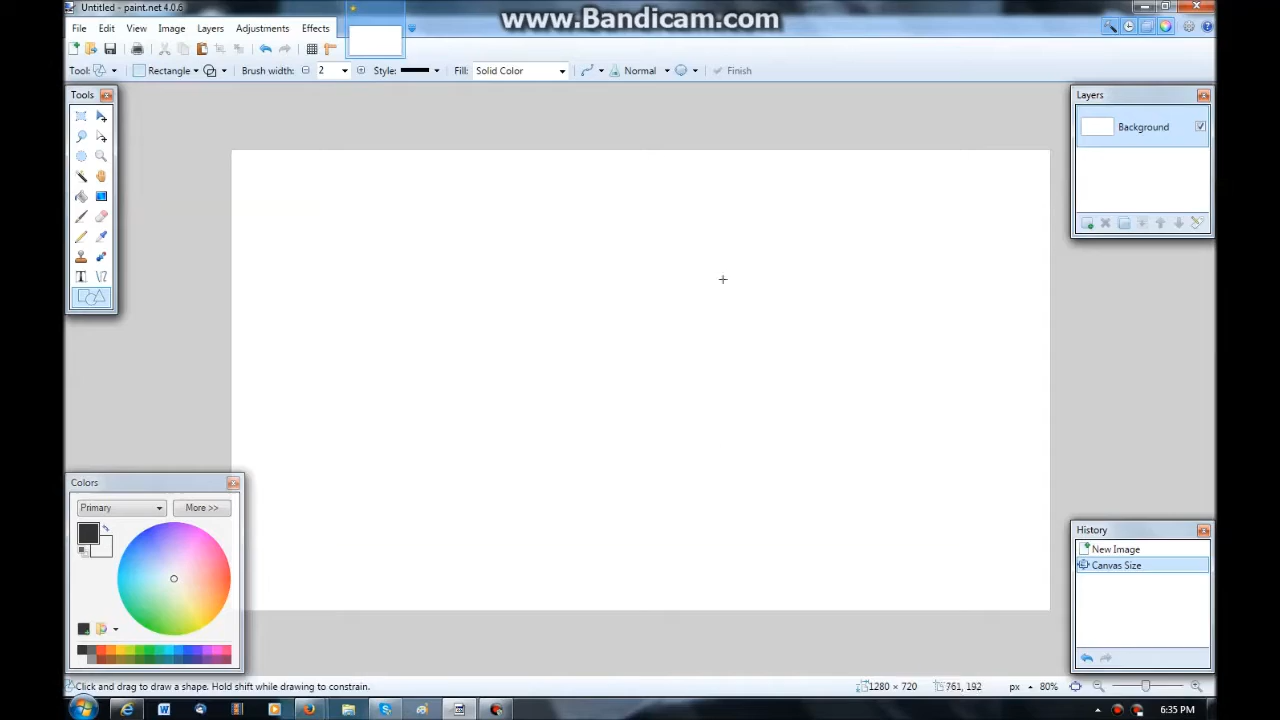 Untitled - paint.net 4.0.6
www.Bandicam.com
File Edit View Image Layers Adjustments Effects
Tool: Rectangle Brush width: 2 Style: Fill: Solid Color Normal Finish
Tools
Layers
Background
Colors
Primary
More >>
History
New Image
Canvas Size
Click and drag to draw a shape. Hold shift while drawing to constrain.
1280 × 720
761, 192
px
80%
6:35 PM